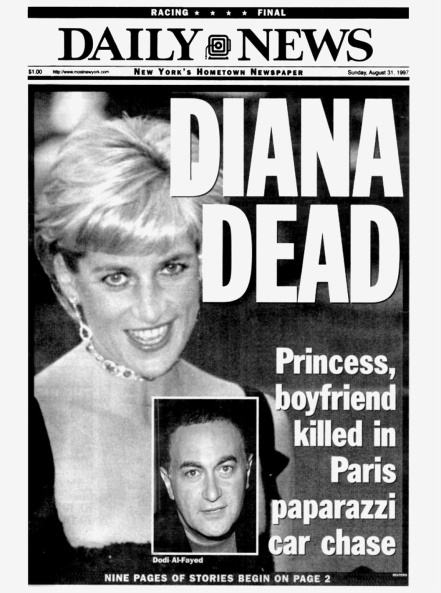 RACING ★ ★ ★ ★ FINAL
DAILY NEWS
$1.00 http://www.mostnewyork.com NEW YORK'S HOMETOWN NEWSPAPER Sunday, August 31, 1997
DIANA
DEAD
Princess,
boyfriend
killed in
Paris
paparazzi
car chase
Dodi Al-Fayed
REUTERS
NINE PAGES OF STORIES BEGIN ON PAGE 2